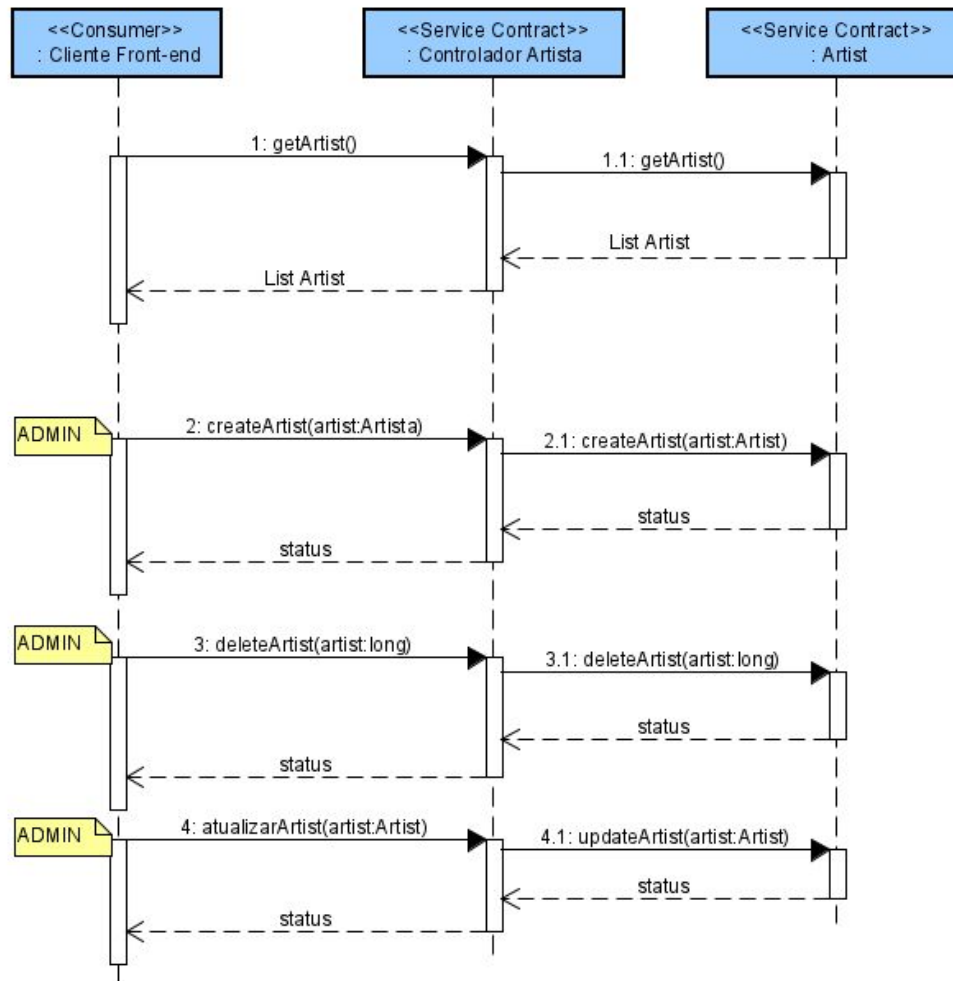 <<Consumer>>
: Cliente Front-end
<<Service Contract>>
: Controlador Artista
<<Service Contract>>
: Artist
1: getArtist()
1.1: getArtist()
List Artist
List Artist
ADMIN
2: createArtist(artist:Artista)
2.1: createArtist(artist:Artist)
status
status
ADMIN
3: deleteArtist(artist:long)
3.1: deleteArtist(artist:long)
status
status
ADMIN
4: atualizarArtist(artist:Artist)
4.1: updateArtist(artist:Artist)
status
status